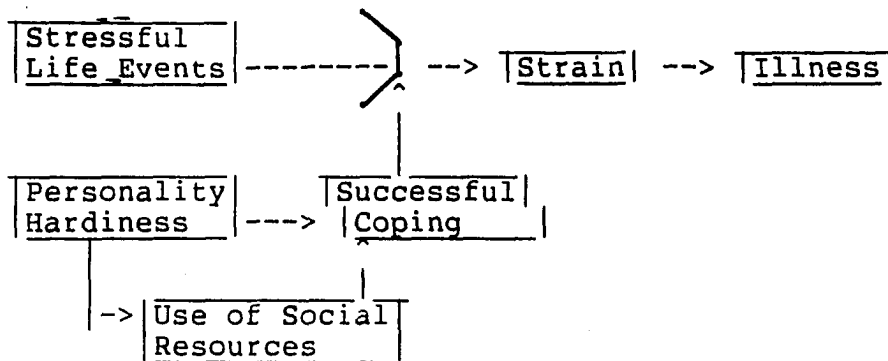 Stressful
Life Events --------- --> Strain --> Illness
Personality Successful
Hardiness ---> Coping
-> Use of Social
Resources